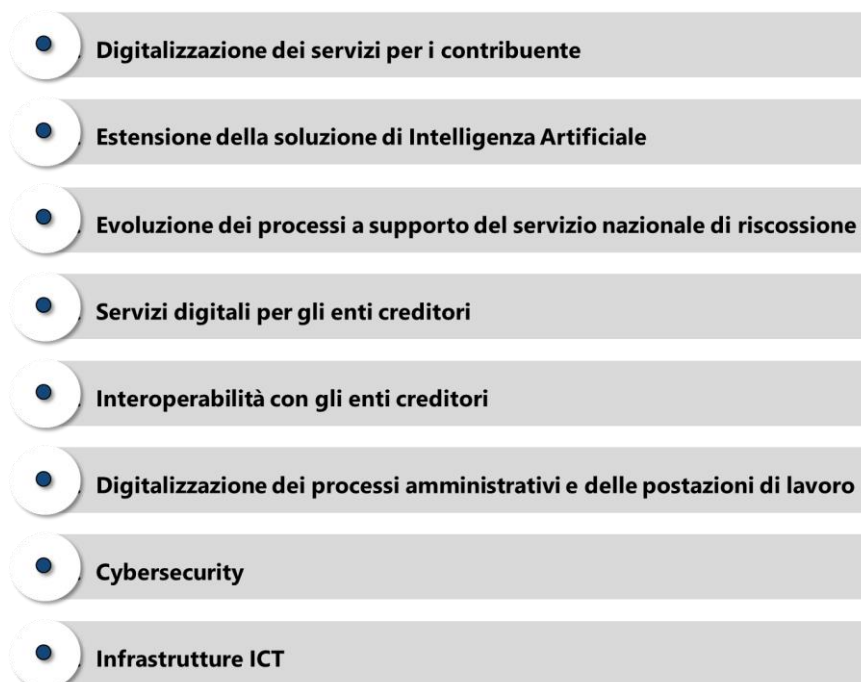 Digitalizzazione dei servizi per i contribuente
Estensione della soluzione di Intelligenza Artificiale
Evoluzione dei processi a supporto del servizio nazionale di riscossione
Servizi digitali per gli enti creditori
Interoperabilità con gli enti creditori
Digitalizzazione dei processi amministrativi e delle postazioni di lavoro
Cybersecurity
Infrastrutture ICT